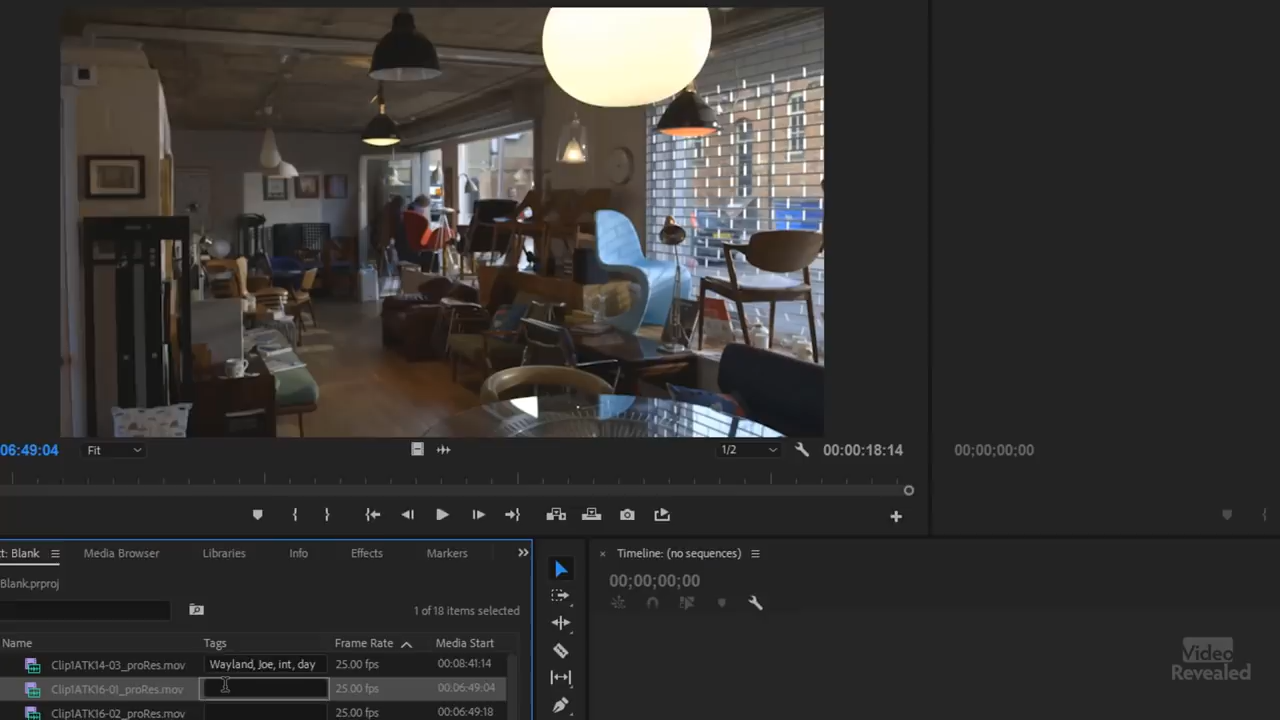 06:49:04
Fit
1/2
00:00:18:14
00;00;00;00
ct: Blank
Media Browser
Libraries
Info
Effects
Markers
Timeline: (no sequences)
Blank.prproj
00;00;00;00
1 of 18 items selected
Name
Tags
Frame Rate
Media Start
Clip1ATK14-03_proRes.mov
Wayland, Joe, int, day
25.00 fps
00:08:41:14
Clip1ATK16-01_proRes.mov
25.00 fps
00:06:49:04
Clip1ATK16-02_proRes.mov
25.00 fps
00:06:49:18
Video
Revealed